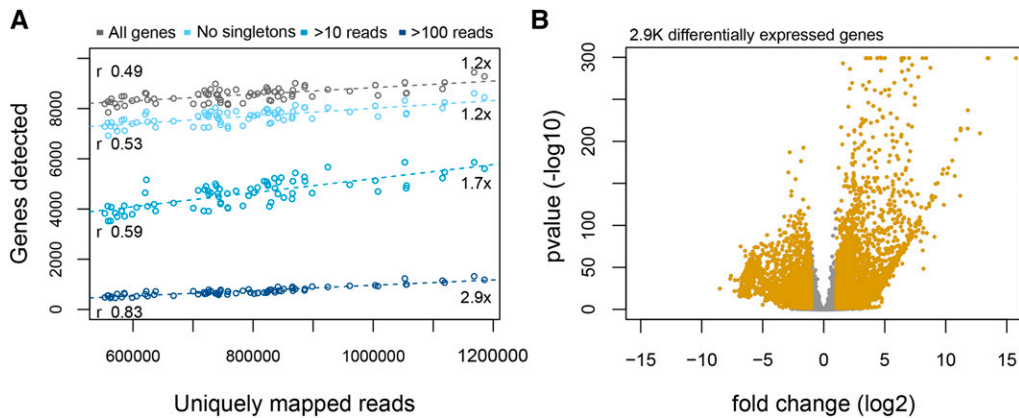 A
All genes No singletons >10 reads >100 reads
r 0.49
1.2x
r 0.53
1.2x
r 0.59
1.7x
r 0.83
2.9x
Genes detected
0 2000 4000 6000 8000
600000 800000 1000000 1200000
Uniquely mapped reads
B
2.9K differentially expressed genes
pvalue (-log10)
300
200
100
50
0
−15 −10 −5 0 5 10 15
fold change (log2)